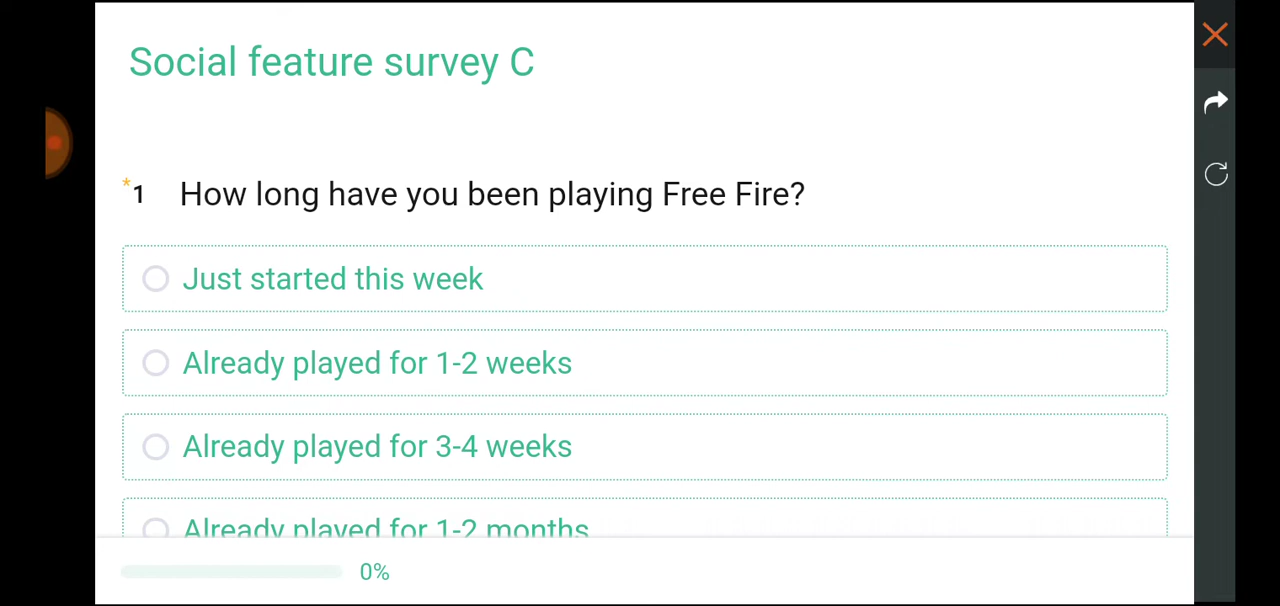 Social feature survey C
*1 How long have you been playing Free Fire?
Just started this week
Already played for 1-2 weeks
Already played for 3-4 weeks
Already played for 1-2 months
0%